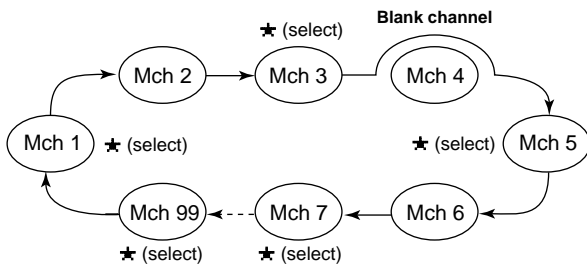 Blank channel
★ (select)
Mch 2
Mch 3
Mch 4
Mch 1
★ (select)
★ (select)
Mch 5
Mch 99
Mch 7
Mch 6
★ (select)
★ (select)